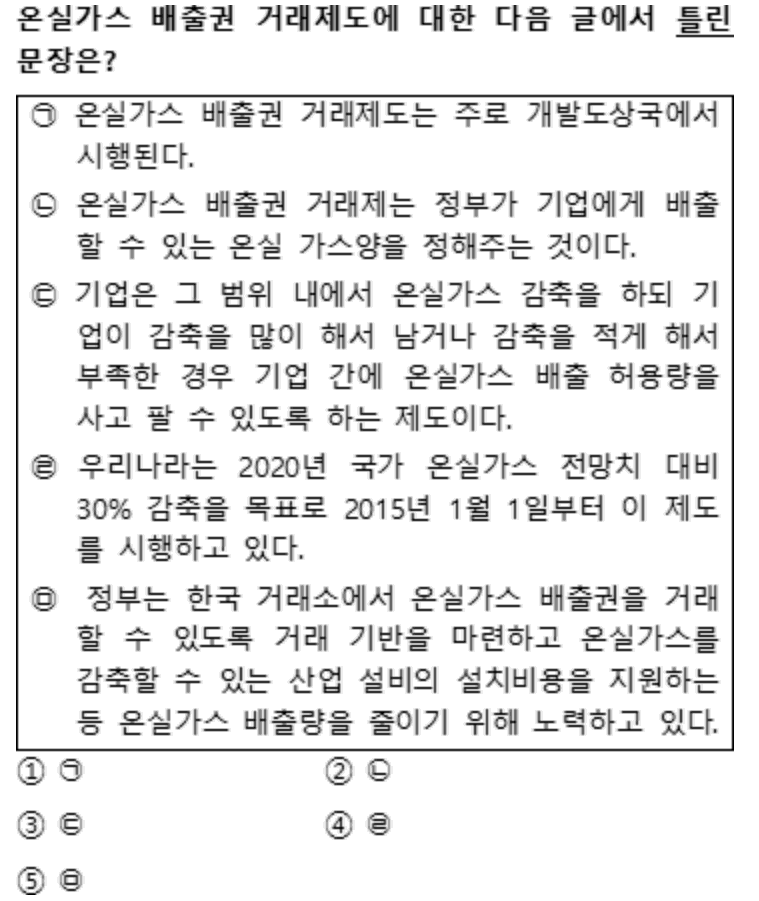 온실가스 배출권 거래제도에 대한 다음 글에서 틀린
문장은?
㉠ 온실가스 배출권 거래제도는 주로 개발도상국에서
시행된다.
㉡ 온실가스 배출권 거래제는 정부가 기업에게 배출
할 수 있는 온실 가스양을 정해주는 것이다.
㉢ 기업은 그 범위 내에서 온실가스 감축을 하되 기
업이 감축을 많이 해서 남거나 감축을 적게 해서
부족한 경우 기업 간에 온실가스 배출 허용량을
사고 팔 수 있도록 하는 제도이다.
㉣ 우리나라는 2020년 국가 온실가스 전망치 대비
30% 감축을 목표로 2015년 1월 1일부터 이 제도
를 시행하고 있다.
㉤ 정부는 한국 거래소에서 온실가스 배출권을 거래
할 수 있도록 거래 기반을 마련하고 온실가스를
감축할 수 있는 산업 설비의 설치비용을 지원하는
등 온실가스 배출량을 줄이기 위해 노력하고 있다.
① ㉠ ② ㉡
③ ㉢ ④ ㉣
⑤ ㉤